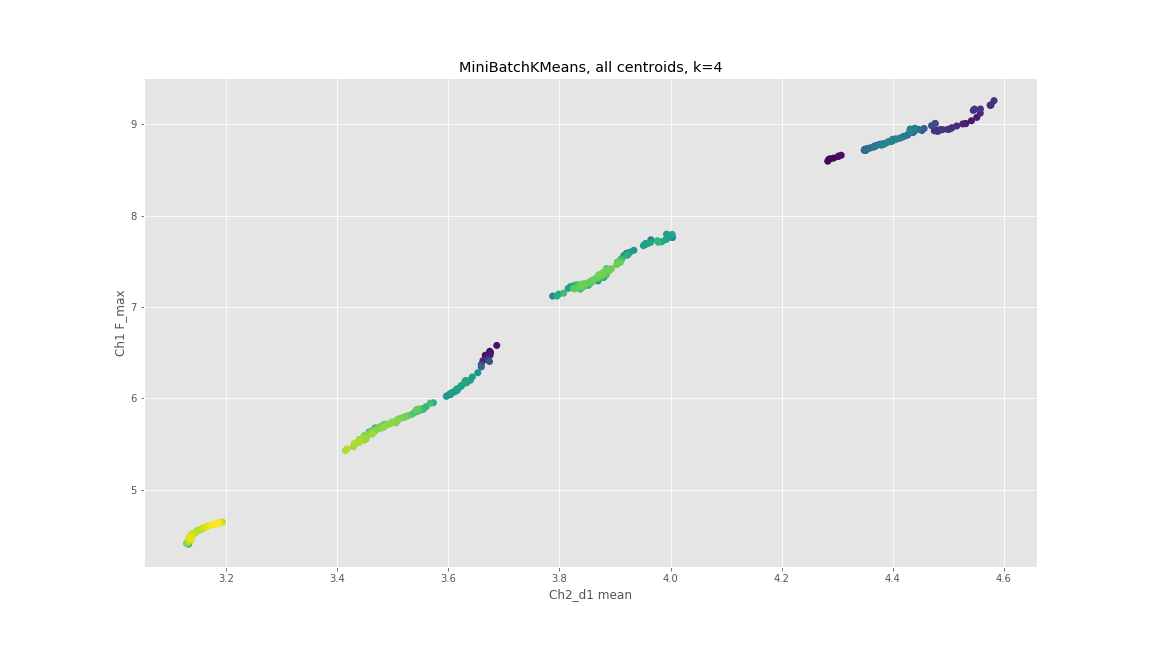 MiniBatchKMeans, all centroids, k=4
9
8
7
6
5
Ch1 F_max
3.2 3.4 3.6 3.8 4.0 4.2 4.4 4.6
Ch2_d1 mean